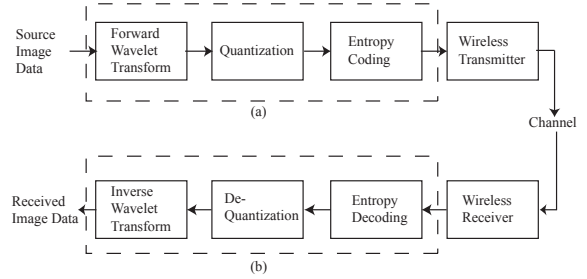 Source
Image
Data
Forward
Wavelet
Transform
Quantization
Entropy
Coding
Wireless
Transmitter
(a)
Channel
Received
Image Data
Inverse
Wavelet
Transform
De-
Quantization
Entropy
Decoding
Wireless
Receiver
(b)